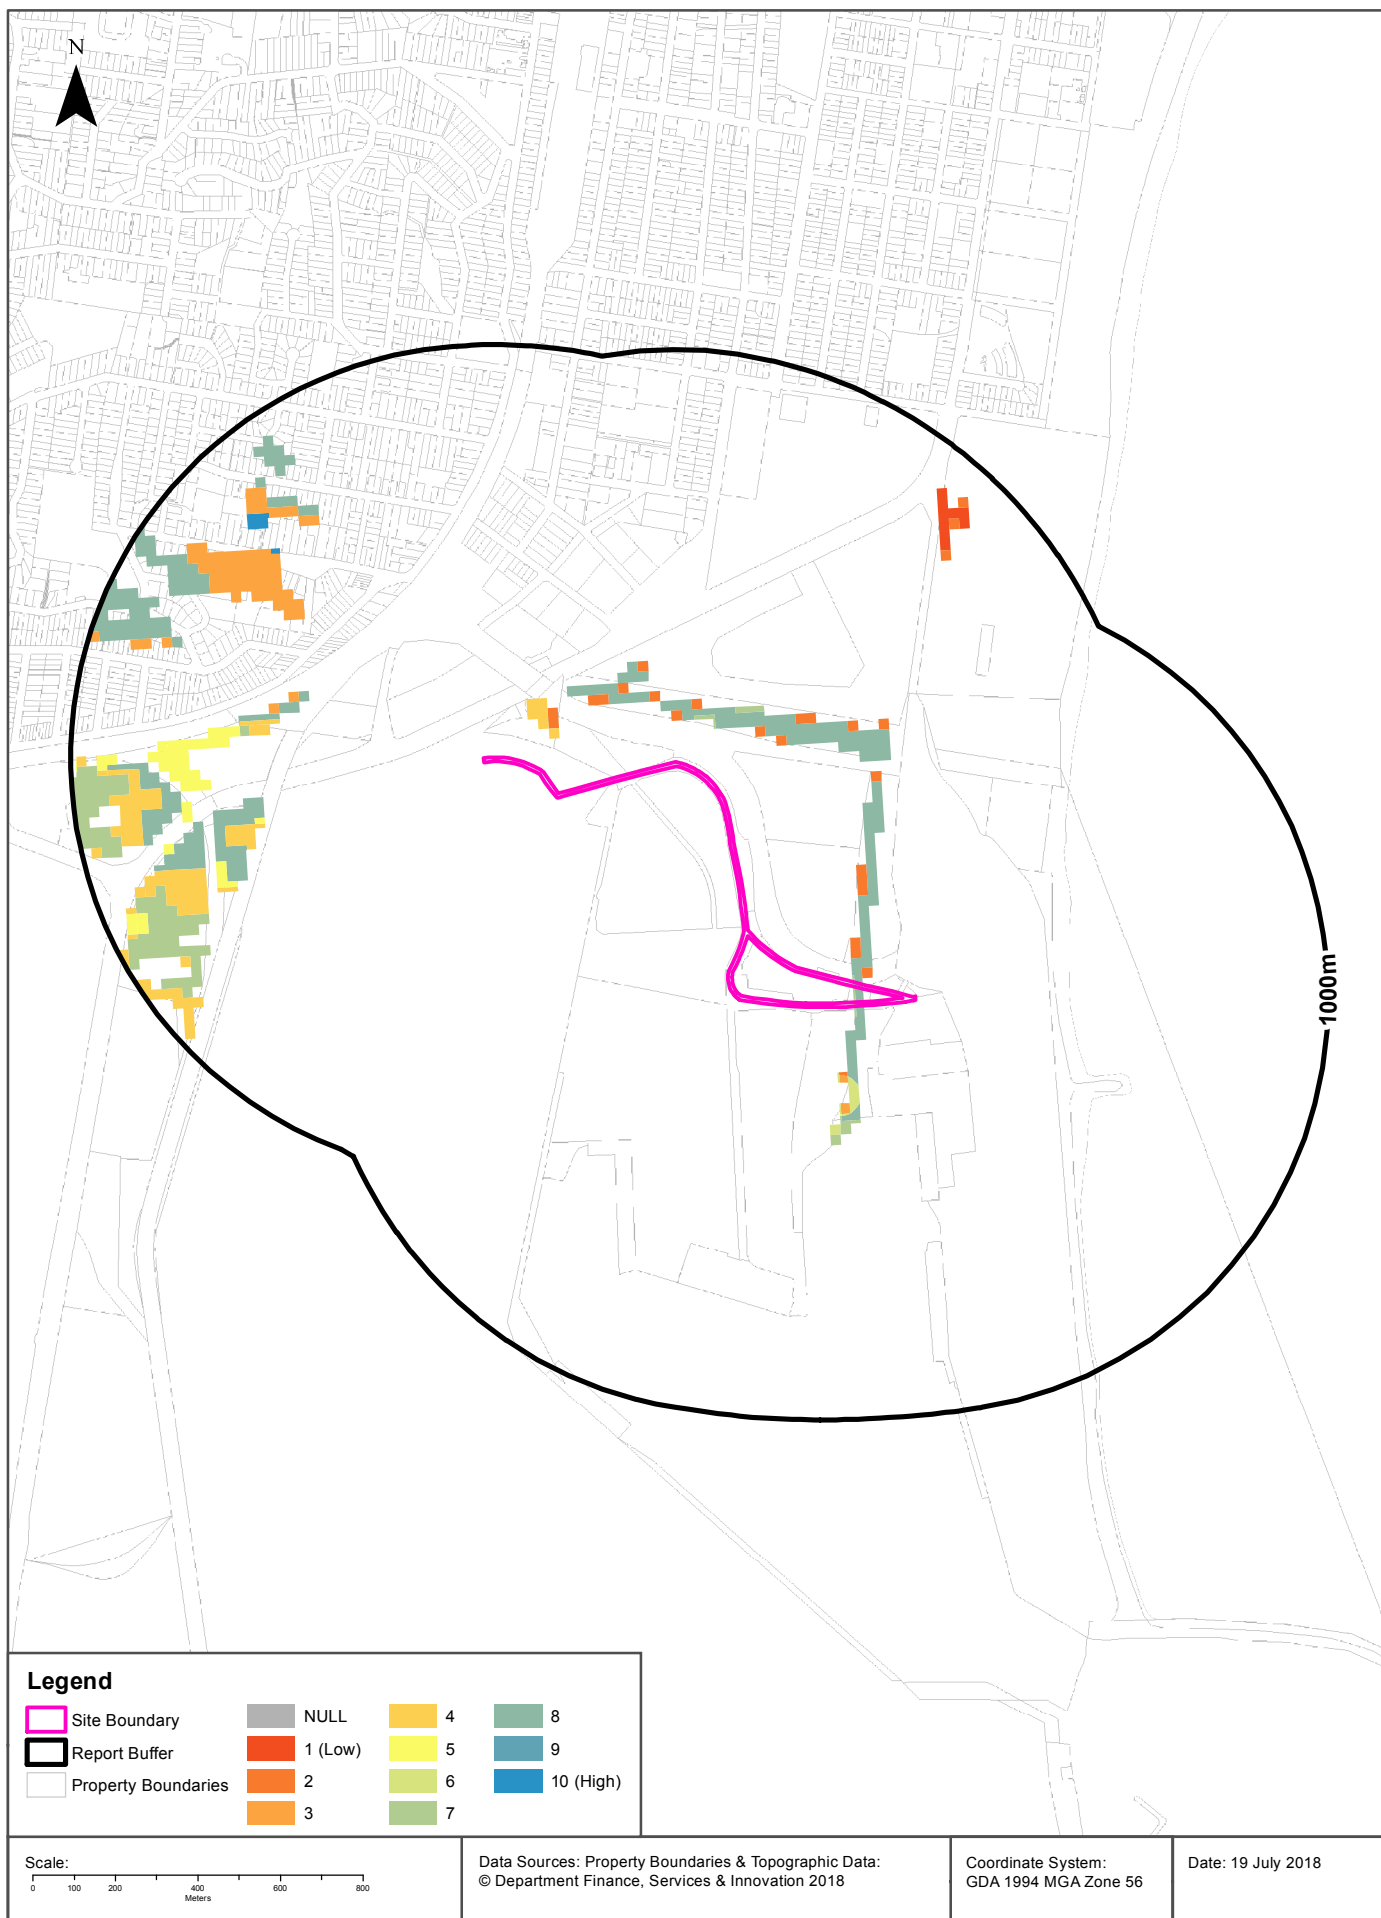 N
1000m
Legend
Site Boundary
Report Buffer
Property Boundaries
NULL
1 (Low)
2
3
4
5
6
7
8
9
10 (High)
Scale:
0 100 200 400 600 800
Meters
Data Sources: Property Boundaries & Topographic Data:
© Department Finance, Services & Innovation 2018
Coordinate System:
GDA 1994 MGA Zone 56
Date: 19 July 2018